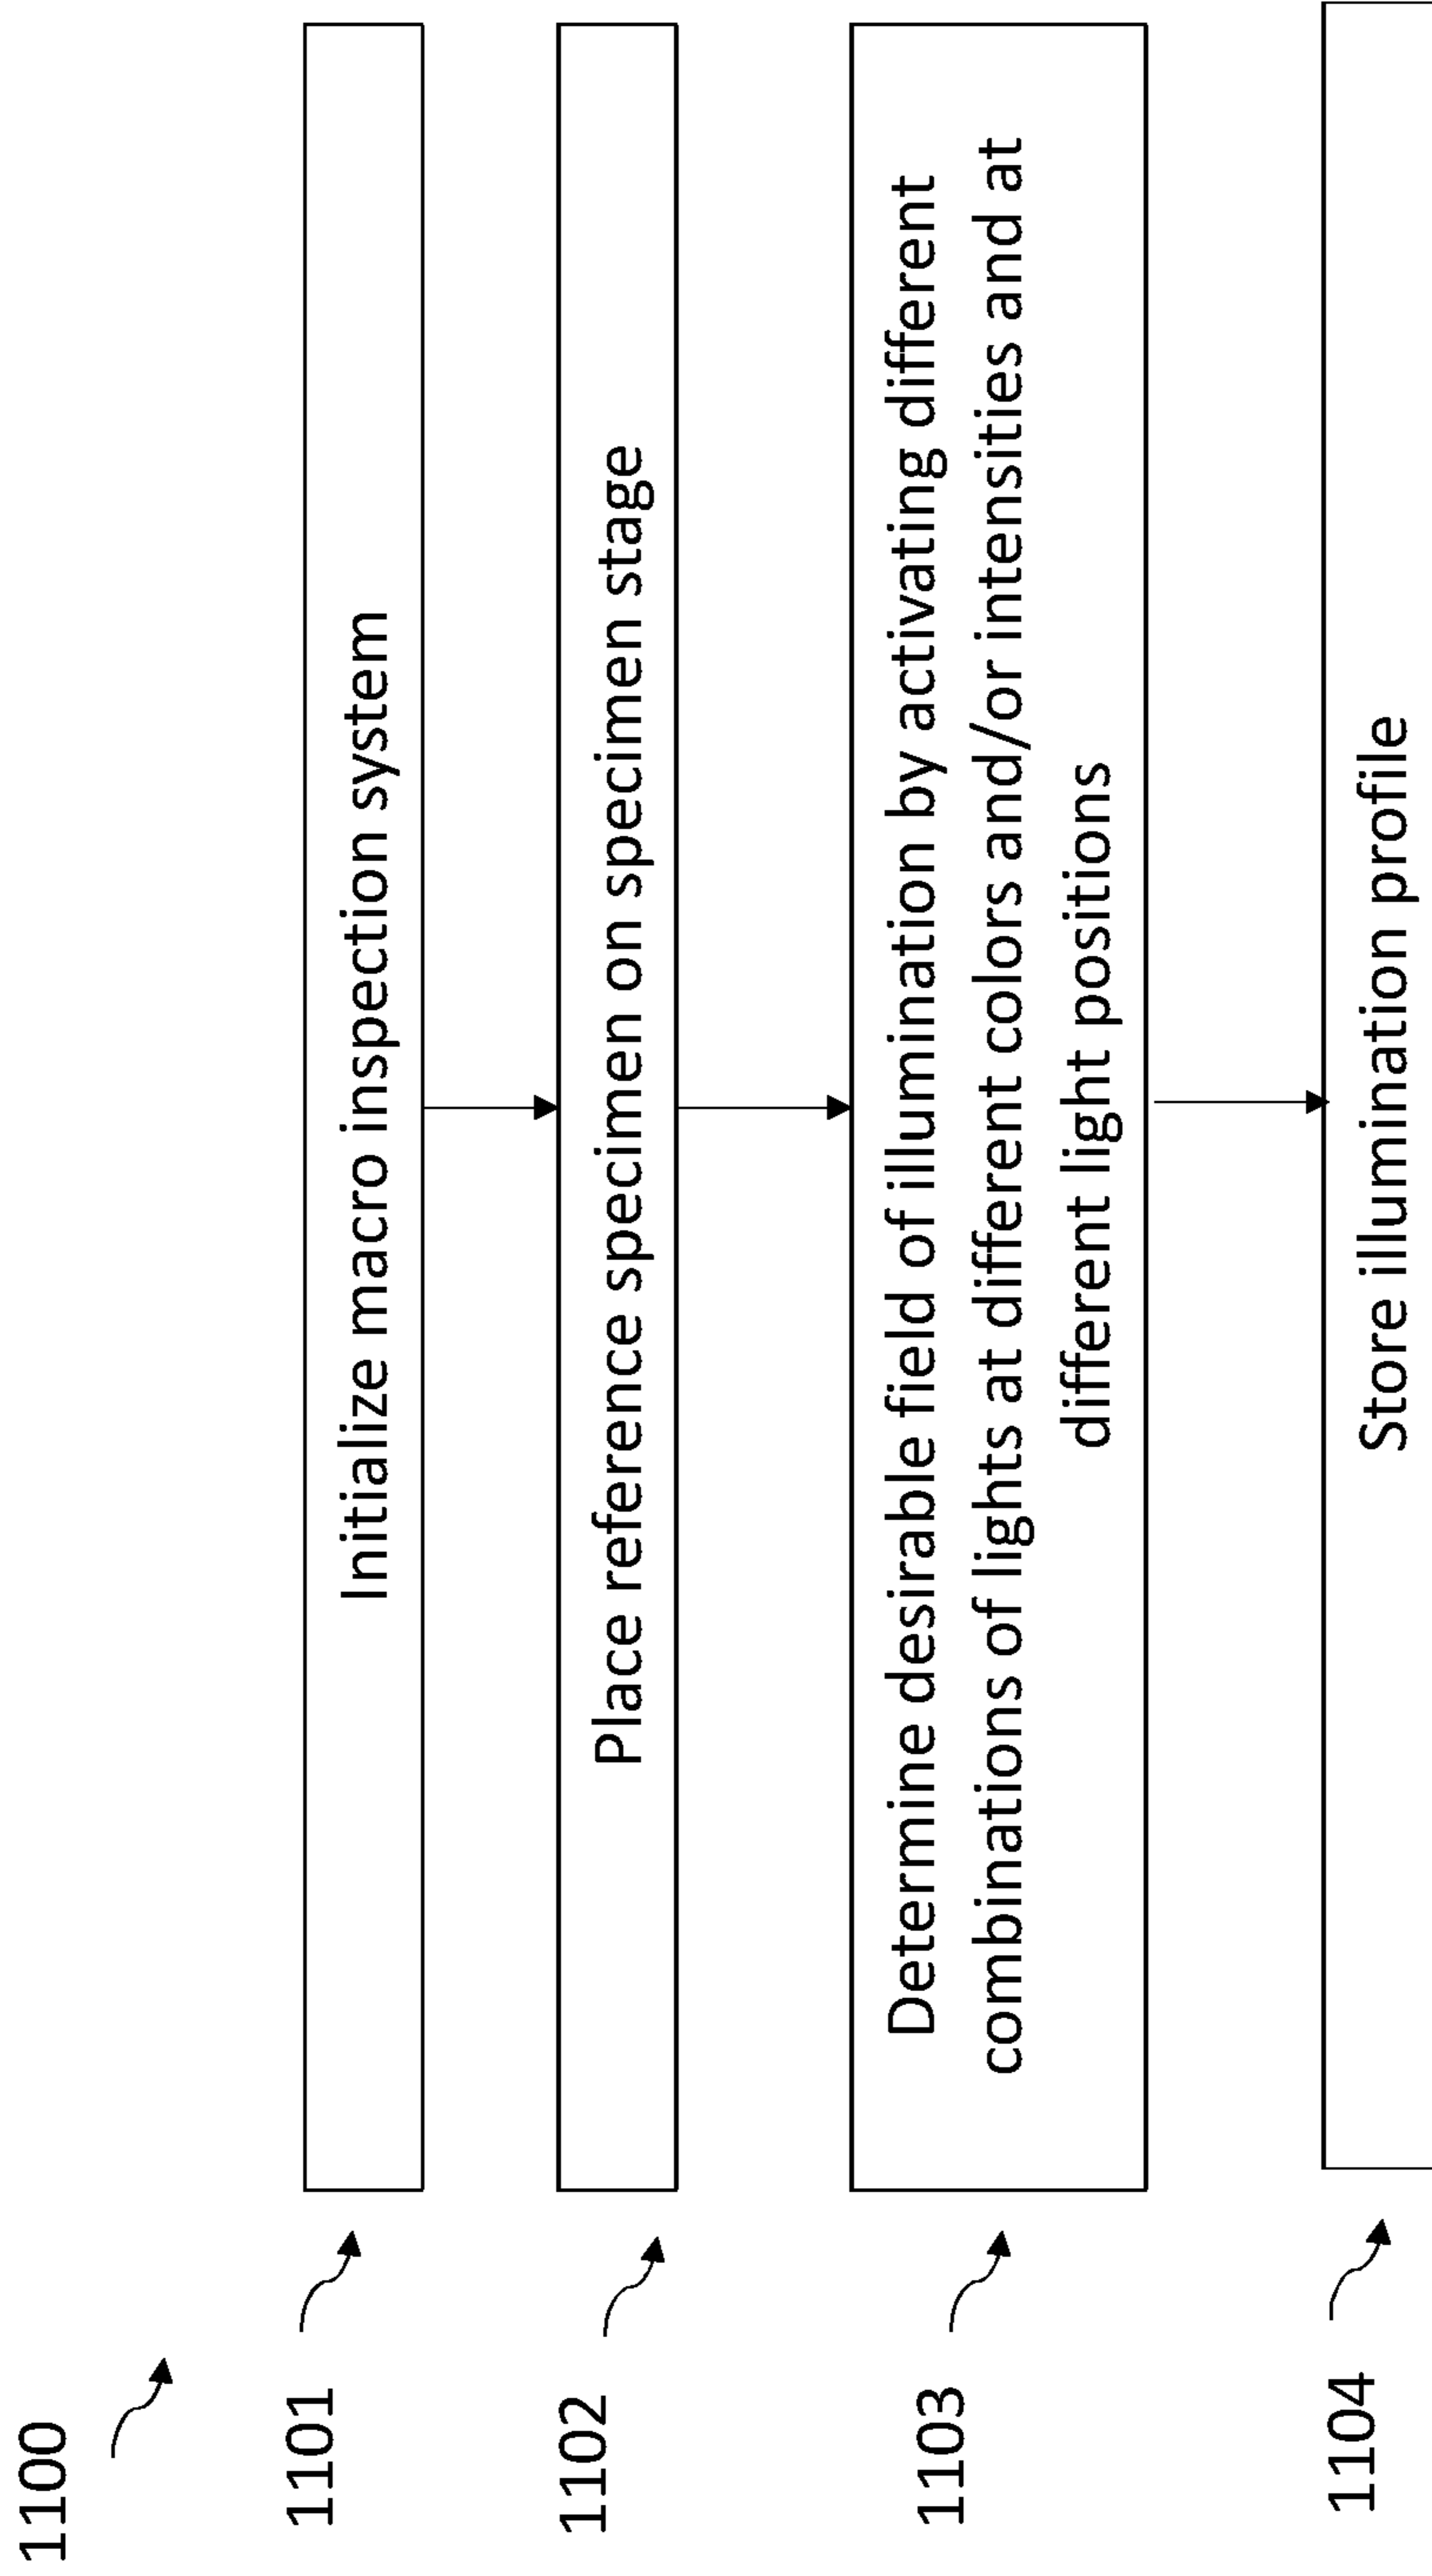 1100
1101
Initialize macro inspection system
1102
Place reference specimen on specimen stage
1103
Determine desirable field of illumination by activating different
combinations of lights at different colors and/or intensities and at
different light positions
1104
Store illumination profile